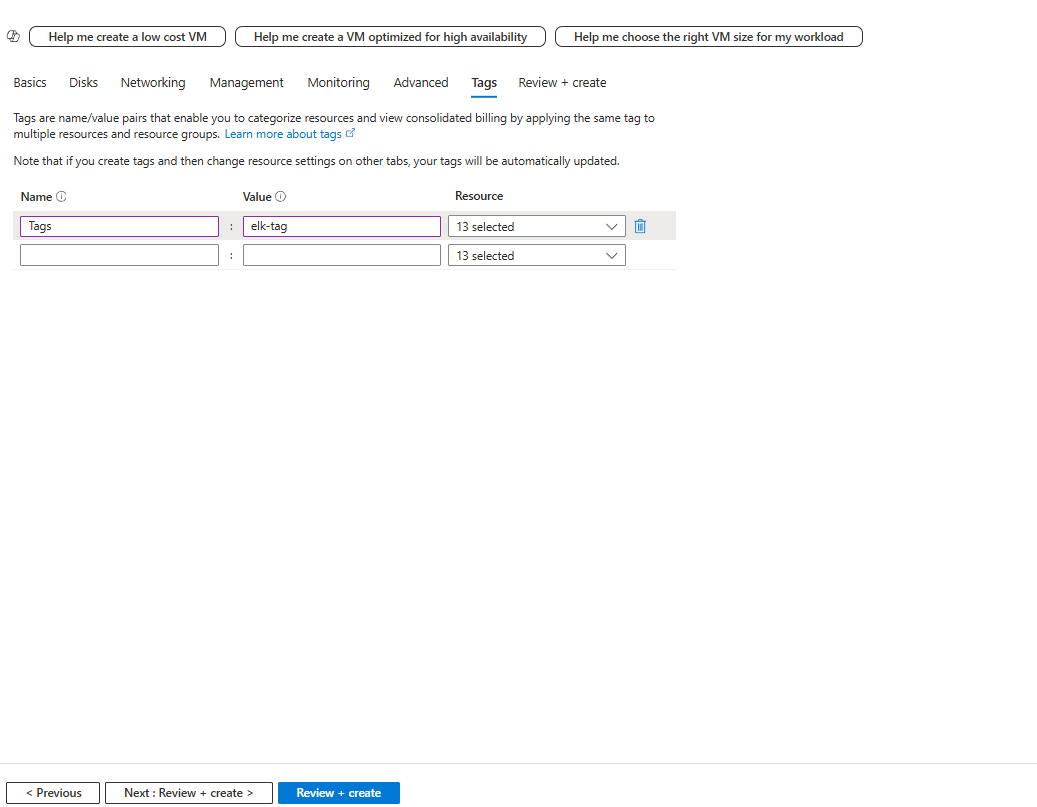 Help me create a low cost VM Help me create a VM optimized for high availability Help me choose the right VM size for my workload
Basics Disks Networking Management Monitoring Advanced Tags Review + create
Tags are name/value pairs that enable you to categorize resources and view consolidated billing by applying the same tag to
multiple resources and resource groups. Learn more about tags
Note that if you create tags and then change resource settings on other tabs, your tags will be automatically updated.
Name Value Resource
Tags : elk-tag 13 selected
: 13 selected
< Previous Next : Review + create > Review + create